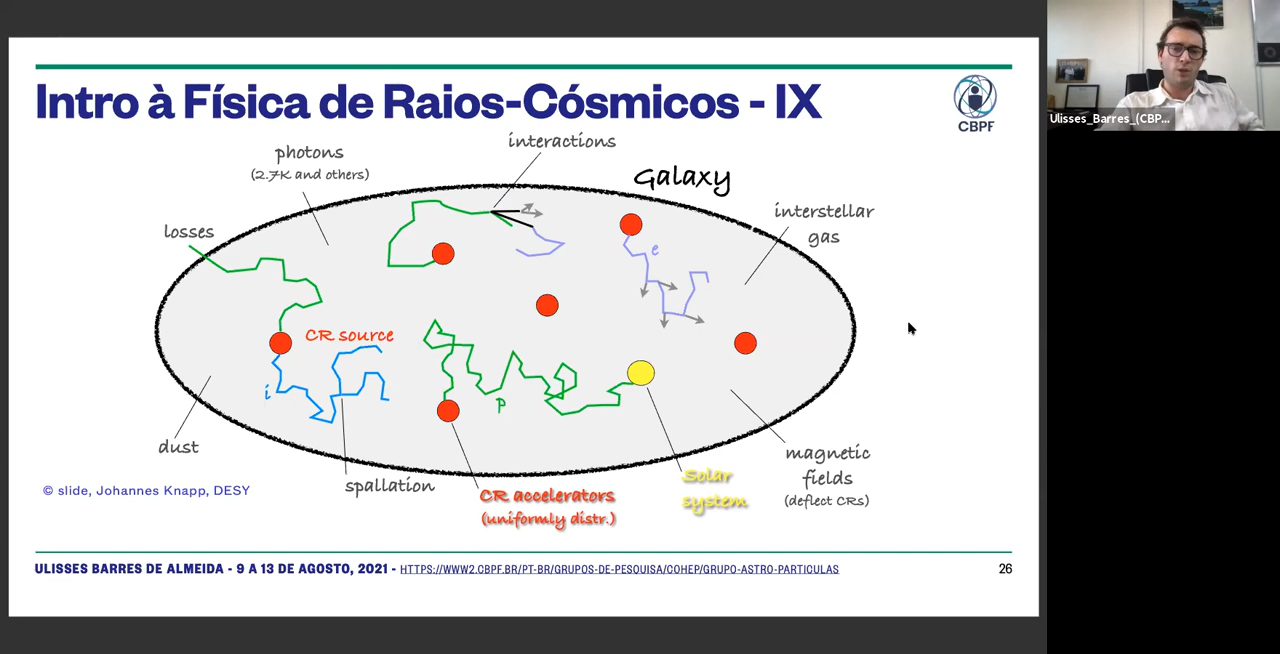 Intro à Física de Raios-Cósmicos - IX
CBPF
Ulisses_Barres_(CBP...
interactions
photons
(2.7K and others)
Galaxy
losses
interstellar
gas
e
CR source
i
p
dust
spallation
magnetic
fields
(deflect CRs)
Solar
system
© slide, Johannes Knapp, DESY
CR accelerators
(uniformly distr.)
ULISSES BARRES DE ALMEIDA - 9 A 13 DE AGOSTO, 2021 - HTTPS://WWW2.CBPF.BR/PT-BR/GRUPOS-DE-PESQUISA/COHEP/GRUPO-ASTRO-PARTICULAS
26